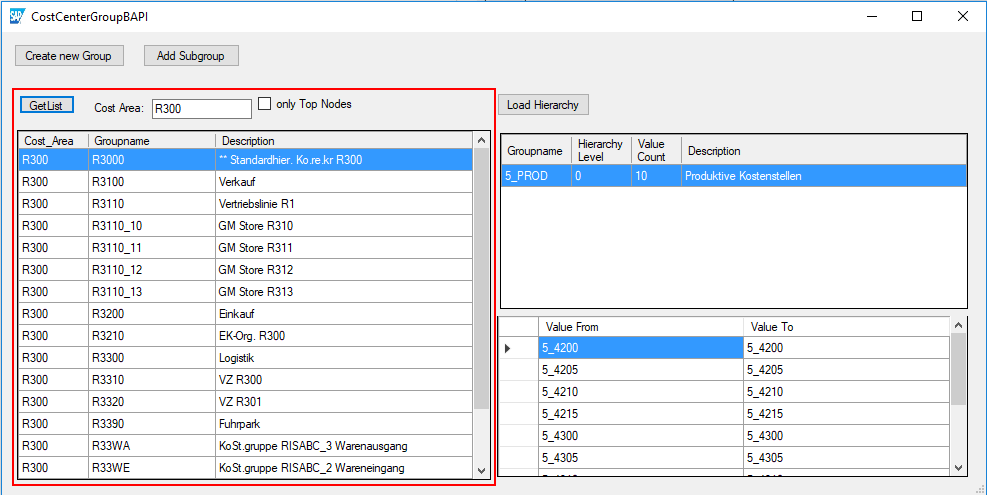 SAP CostCenterGroupBAPI
Create new Group Add Subgroup
GetList Cost Area: R300 only Top Nodes
Cost_Area Groupname Description
R300 R3000 ** Standardhier. Ko.re.kr R300
R300 R3100 Verkauf
R300 R3110 Vertriebslinie R1
R300 R3110_10 GM Store R310
R300 R3110_11 GM Store R311
R300 R3110_12 GM Store R312
R300 R3110_13 GM Store R313
R300 R3200 Einkauf
R300 R3210 EK-Org. R300
R300 R3300 Logistik
R300 R3310 VZ R300
R300 R3320 VZ R301
R300 R3390 Fuhrpark
R300 R33WA KoSt.gruppe RISABC_3 Warenausgang
R300 R33WE KoSt.gruppe RISABC_2 Wareneingang
Load Hierarchy
Groupname Hierarchy Level Value Count Description
5_PROD 0 10 Produktive Kostenstellen
Value From Value To
5_4200 5_4200
5_4205 5_4205
5_4210 5_4210
5_4215 5_4215
5_4300 5_4300
5_4305 5_4305